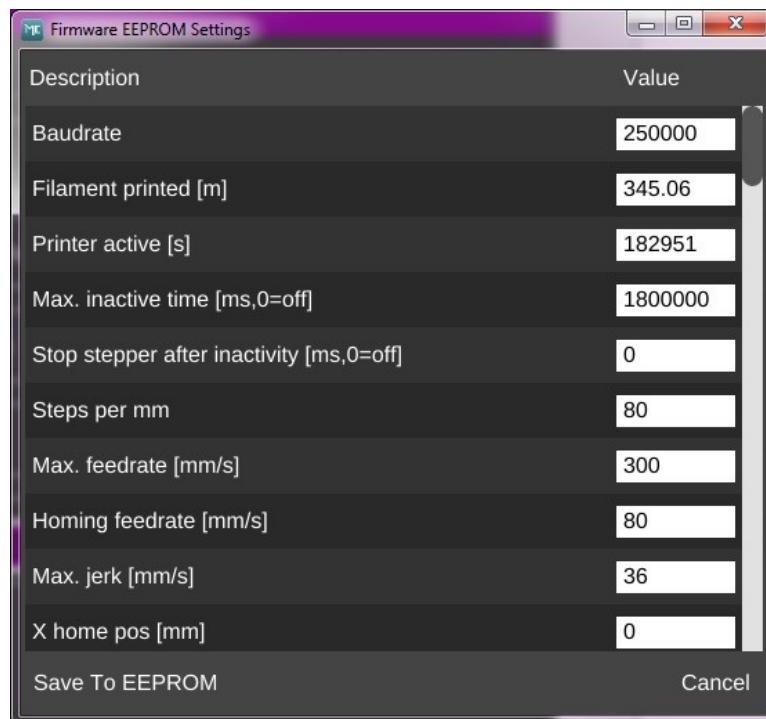 MC Firmware EEPROM Settings
Description Value
Baudrate 250000
Filament printed [m] 345.06
Printer active [s] 182951
Max. inactive time [ms,0=off] 1800000
Stop stepper after inactivity [ms,0=off] 0
Steps per mm 80
Max. feedrate [mm/s] 300
Homing feedrate [mm/s] 80
Max. jerk [mm/s] 36
X home pos [mm] 0
Save To EEPROM Cancel